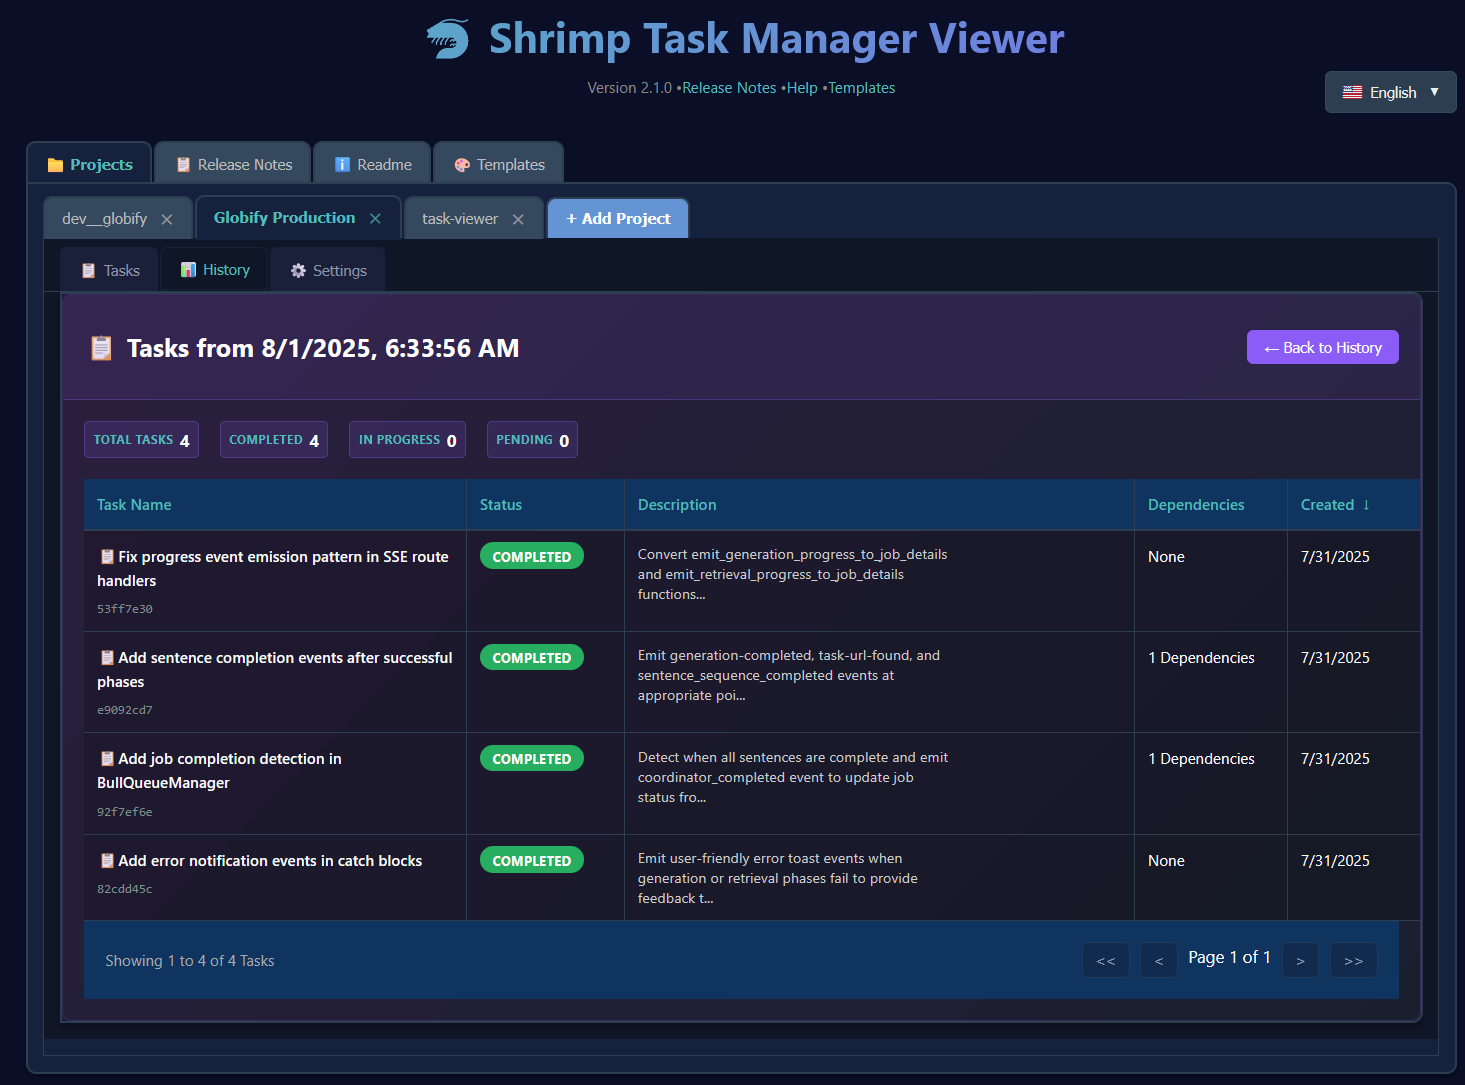 Shrimp Task Manager Viewer
Version 2.1.0 •Release Notes •Help •Templates
English ▼
Projects
Release Notes
Readme
Templates
dev__globify ×
Globify Production ×
task-viewer ×
+ Add Project
Tasks
History
Settings
Tasks from 8/1/2025, 6:33:56 AM
← Back to History
TOTAL TASKS 4
COMPLETED 4
IN PROGRESS 0
PENDING 0
Task Name
Status
Description
Dependencies
Created ↓
Fix progress event emission pattern in SSE route
handlers
53ff7e30
COMPLETED
Convert emit_generation_progress_to_job_details
and emit_retrieval_progress_to_job_details
functions...
None
7/31/2025
Add sentence completion events after successful
phases
e9092cd7
COMPLETED
Emit generation-completed, task-url-found, and
sentence_sequence_completed events at
appropriate poi...
1 Dependencies
7/31/2025
Add job completion detection in
BullQueueManager
92f7ef6e
COMPLETED
Detect when all sentences are complete and emit
coordinator_completed event to update job
status fro...
1 Dependencies
7/31/2025
Add error notification events in catch blocks
82cdd45c
COMPLETED
Emit user-friendly error toast events when
generation or retrieval phases fail to provide
feedback t...
None
7/31/2025
Showing 1 to 4 of 4 Tasks
<< < Page 1 of 1 > >>